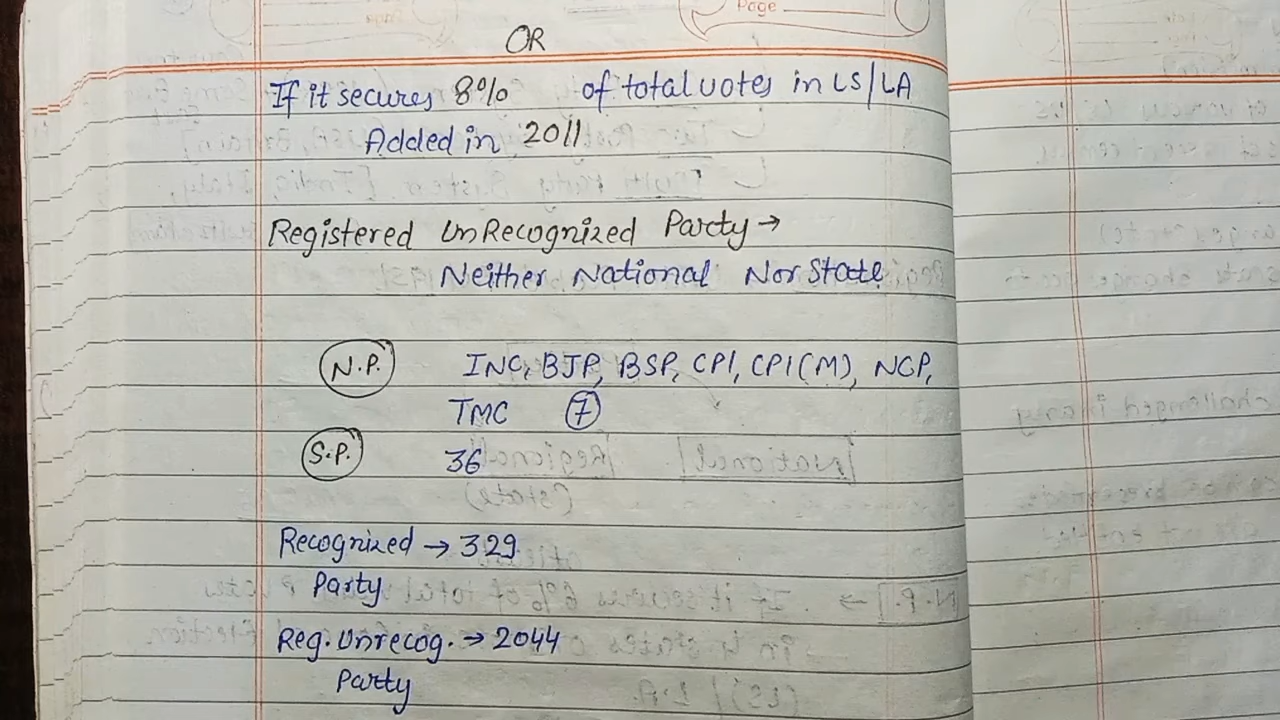 Page
OR
If it secures 8% of total votes in LS/LA
Added in 2011
Registered UnRecognized Party →
Neither National Nor State
N.P. INC, BJP, BSP, CPI, CPI(M), NCP,
TMC 7
S.P. 36
Recognized → 329
Party
Reg. Unrecog. → 2044
Party